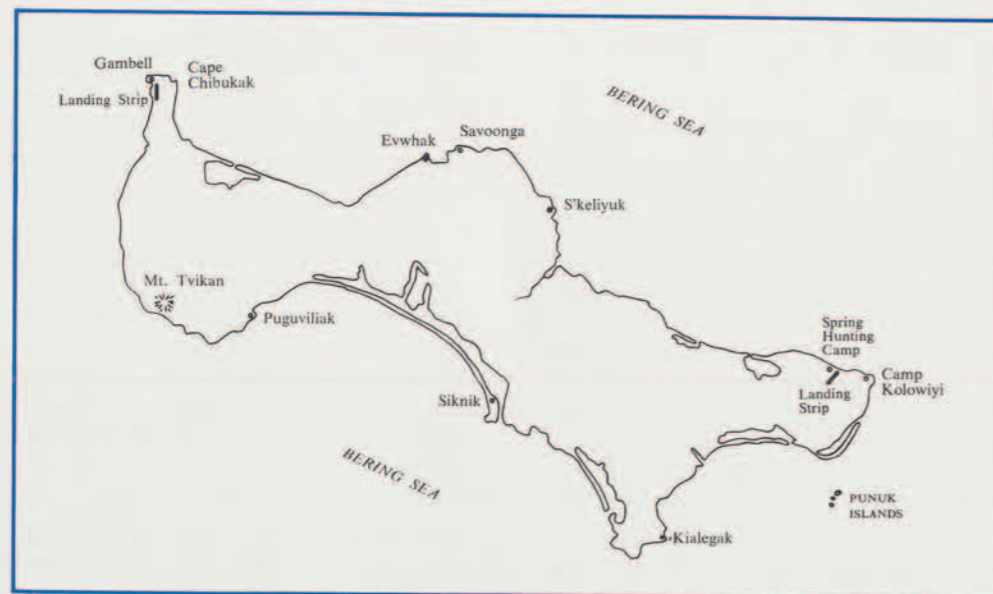 Gambell
Cape
Chibukak
Landing Strip
BERING SEA
Evwhak
Savoonga
S'keliyuk
Mt. Tvikan
Puguviliak
Spring
Hunting
Camp
Camp
Kolowiyi
Landing
Strip
Siknik
BERING SEA
PUNUK
ISLANDS
Kialegak